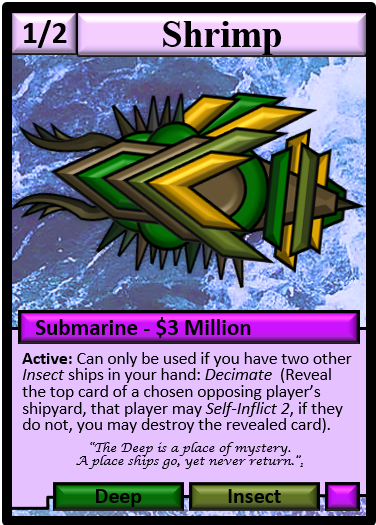 1/2 Shrimp
Submarine - $3 Million
Active: Can only be used if you have two other
Insect ships in your hand: Decimate (Reveal
the top card of a chosen opposing player's
shipyard, that player may Self-Inflict 2, if they
do not, you may destroy the revealed card).
“The Deep is a place of mystery.
A place ships go, yet never return.”1
Deep Insect